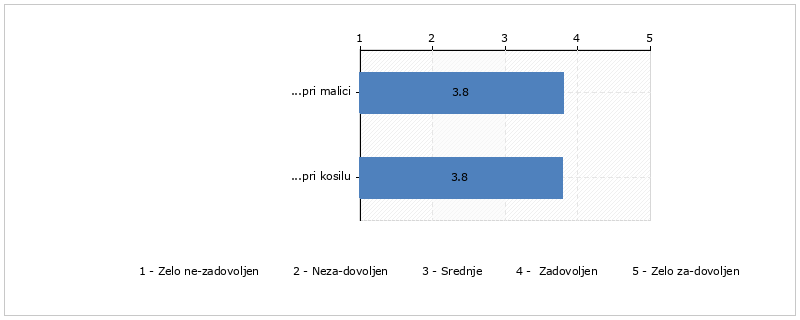 1 2 3 4 5
...pri malici 3.8
...pri kosilu 3.8
1 - Zelo ne-zadovoljen 2 - Neza-dovoljen 3 - Srednje 4 -  Zadovoljen 5 - Zelo za-dovoljen